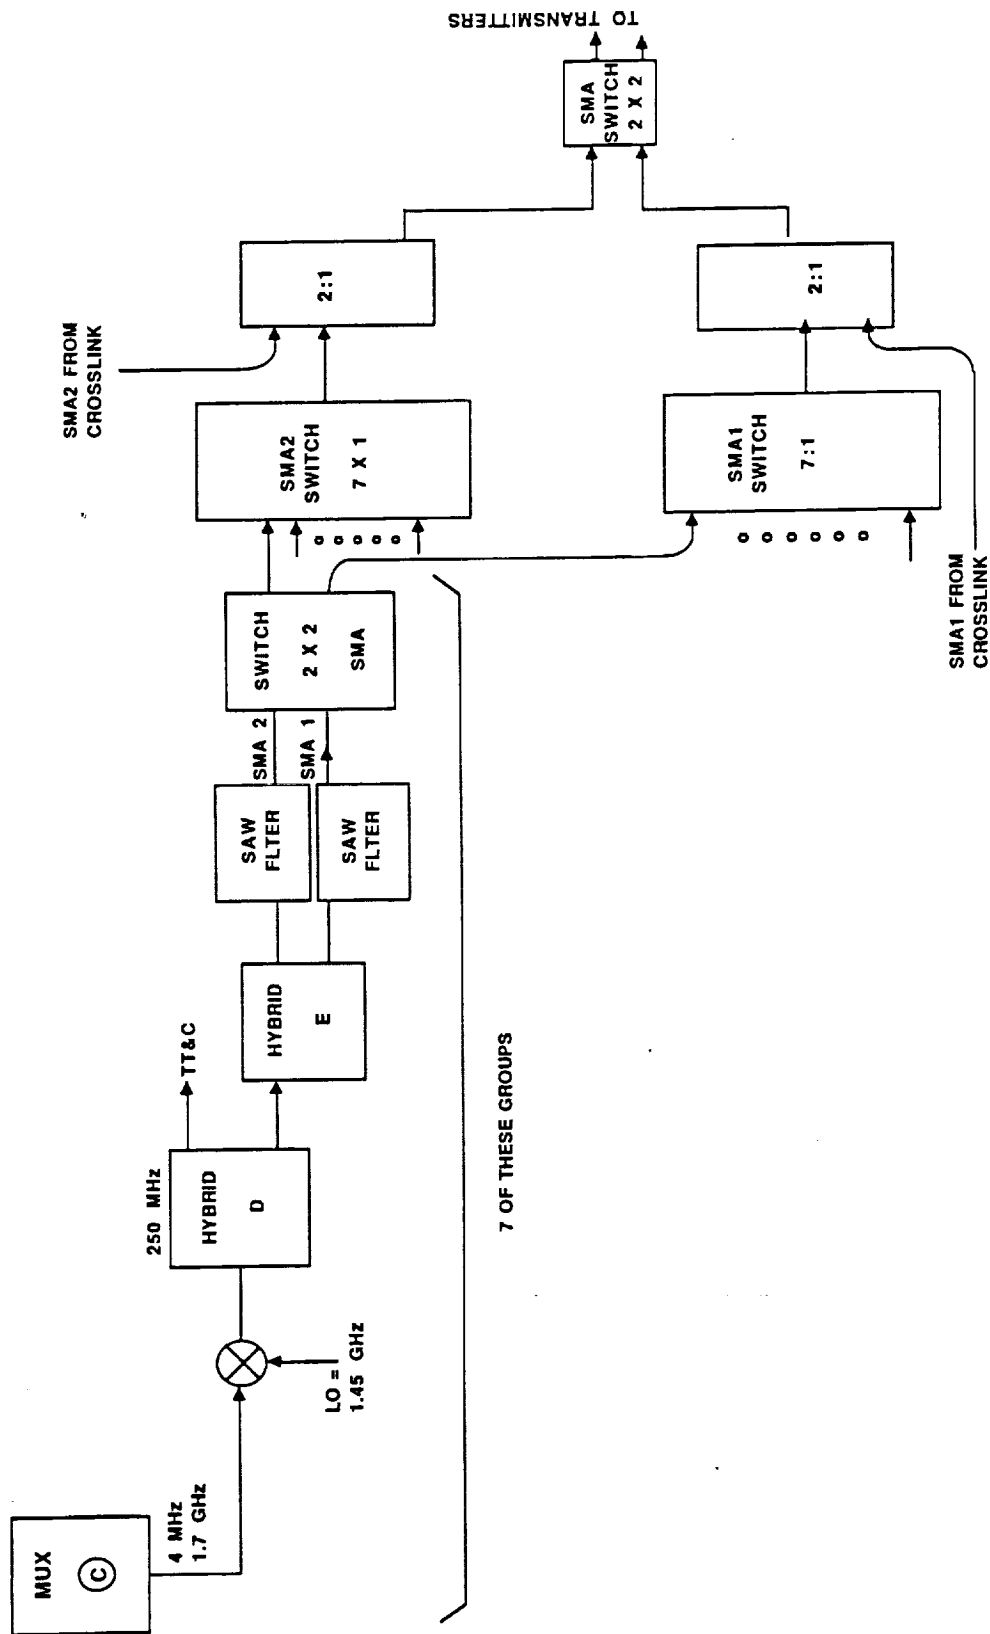 MUX
C
4 MHz
1.7 GHz
LO =
1.45 GHz
250 MHz
HYBRID
D
TT&C
HYBRID
E
SAW
FLTER
SAW
FLTER
SMA 2
SMA 1
SWITCH
2 X 2
SMA
7 OF THESE GROUPS
SMA2
SWITCH
7 X 1
SMA2 FROM
CROSSLINK
2:1
SMA1
SWITCH
7:1
SMA1 FROM
CROSSLINK
2:1
SMA
SWITCH
2 X 2
TO TRANSMITTERS